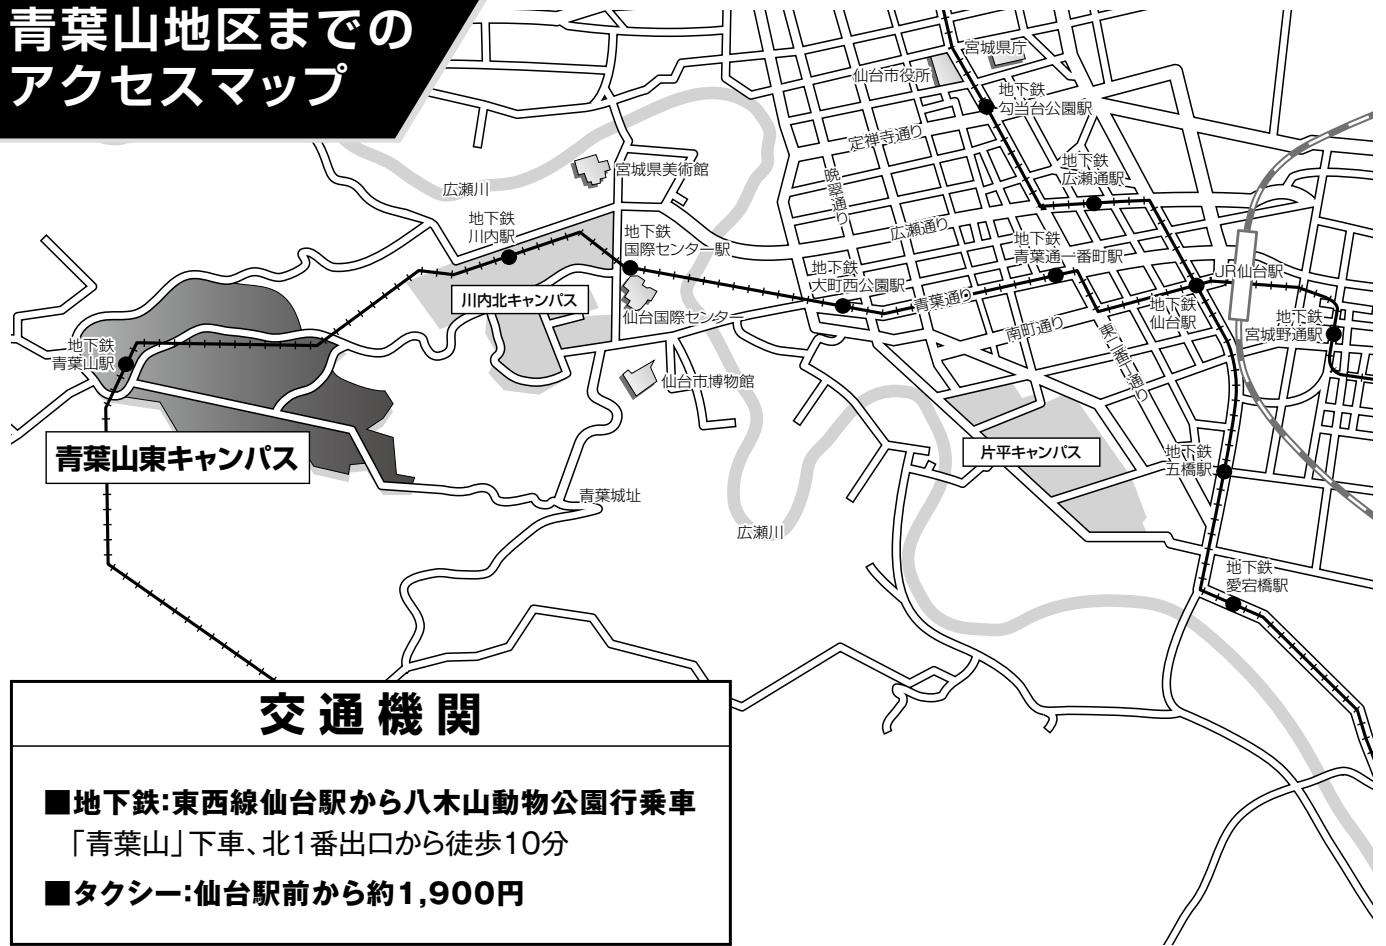 青葉山地区までの
アクセスマップ
宮城県庁
仙台市役所
地下鉄
勾当台公園駅
定禅寺通り
地下鉄
広瀬通駅
宮城県美術館
広瀬川
晩翠通り
地下鉄
川内駅
地下鉄
国際センター駅
広瀬通り
地下鉄
青葉通一番町駅
地下鉄
大町西公園駅
JR仙台駅
川内北キャンパス
青葉通り
地下鉄
仙台駅
仙台国際センター
南町通り
東二番丁通り
地下鉄
宮城野通駅
地下鉄
青葉山駅
仙台市博物館
青葉山東キャンパス
片平キャンパス
地下鉄
五橋駅
青葉城址
広瀬川
地下鉄
愛宕橋駅
交通機関
■地下鉄:東西線仙台駅から八木山動物公園行乗車
「青葉山」下車、北1番出口から徒歩10分
■タクシー:仙台駅前から約1,900円